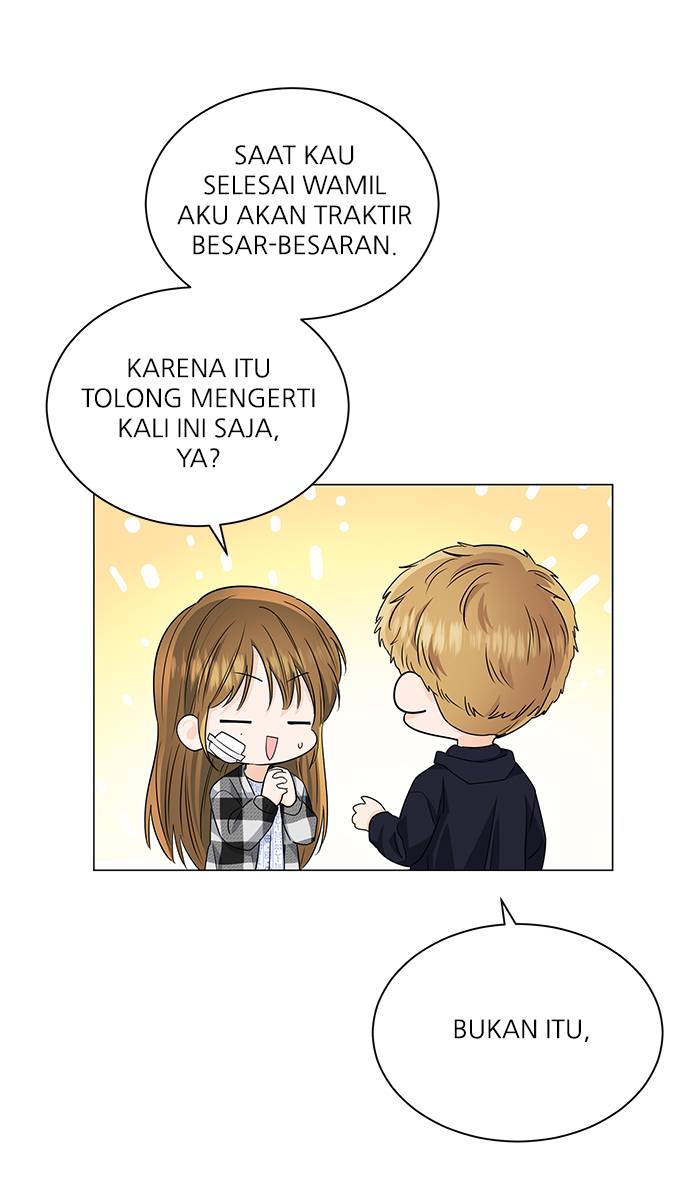 SAAT KAU
SELESAI WAMIL
AKU AKAN TRAKTIR
BESAR-BESARAN.
KARENA ITU
TOLONG MENGERTI
KALI INI SAJA,
YA?
BUKAN ITU,